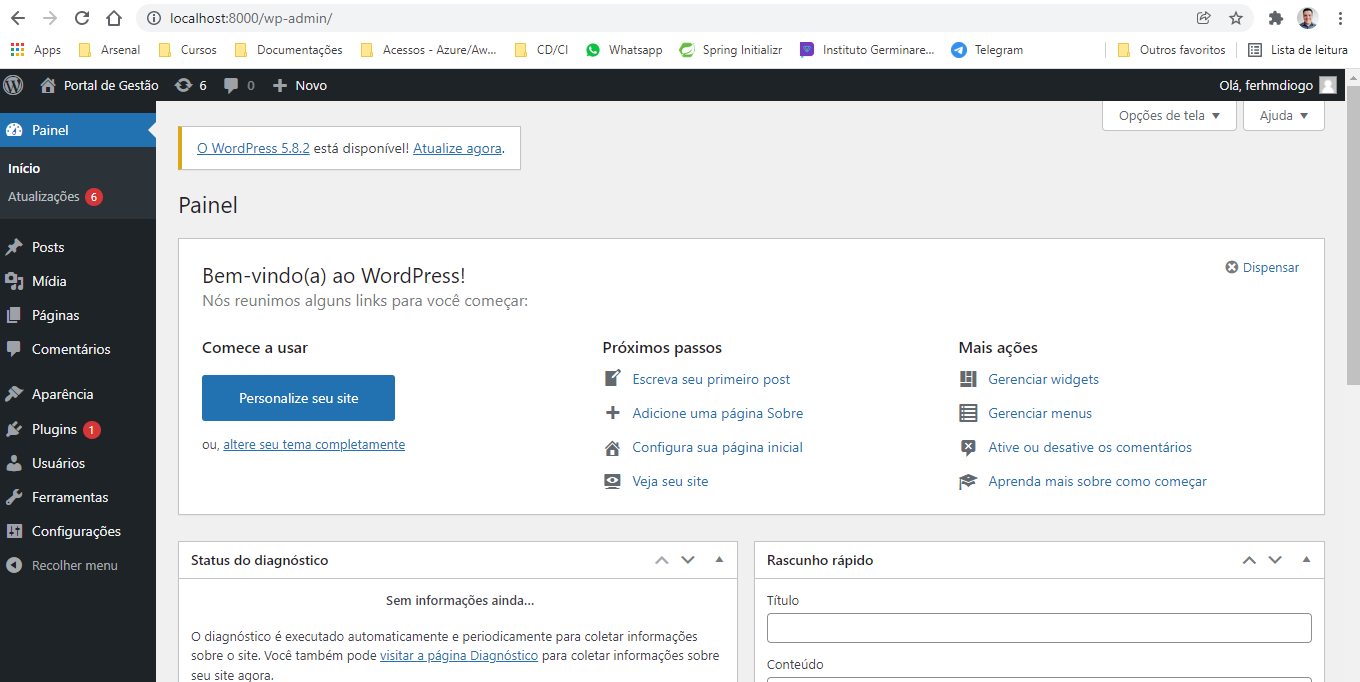 localhost:8000/wp-admin/
Apps Arsenal Cursos Documentações Acessos - Azure/Aw... CD/CI Whatsapp Spring Initializr Instituto Germinare... Telegram Outros favoritos Lista de leitura
Portal de Gestão 6 0 Novo Olá, ferhmdiogo
Painel
Início
Atualizações 6
Posts
Mídia
Páginas
Comentários
Aparência
Plugins 1
Usuários
Ferramentas
Configurações
Recolher menu
Opções de tela Ajuda
O WordPress 5.8.2 está disponível! Atualize agora.
Painel
Bem-vindo(a) ao WordPress!
Dispensar
Nós reunimos alguns links para você começar:
Comece a usar
Personalize seu site
ou, altere seu tema completamente
Próximos passos
Escreva seu primeiro post
Adicione uma página Sobre
Configura sua página inicial
Veja seu site
Mais ações
Gerenciar widgets
Gerenciar menus
Ative ou desative os comentários
Aprenda mais sobre como começar
Status do diagnóstico
Sem informações ainda...
O diagnóstico é executado automaticamente e periodicamente para coletar informações
sobre o site. Você também pode visitar a página Diagnóstico para coletar informações sobre
seu site agora.
Rascunho rápido
Título
Conteúdo